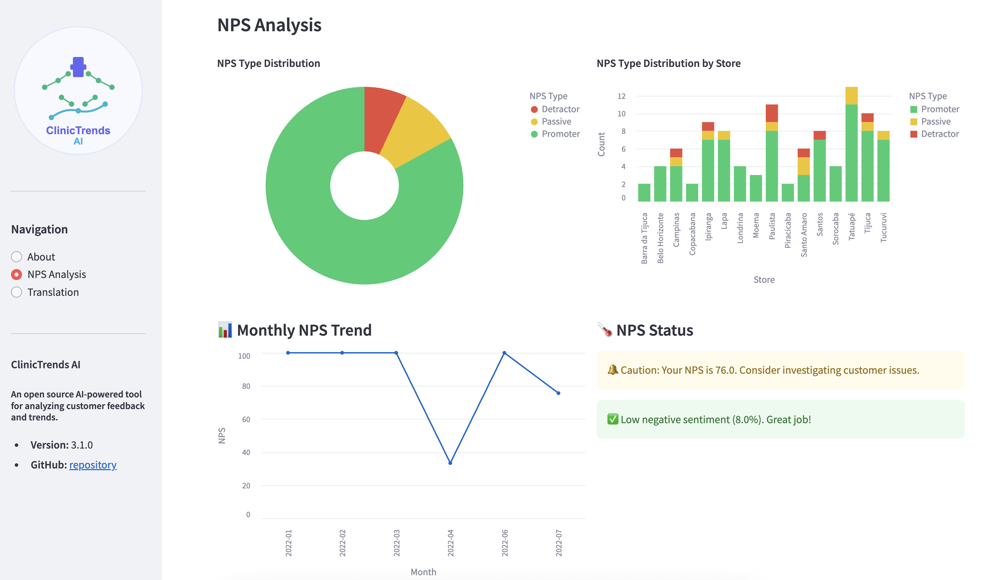 ClinicTrends
AI
Navigation
About
NPS Analysis
Translation
ClinicTrends AI
An open source AI-powered tool
for analyzing customer feedback
and trends.
• Version: 3.1.0
• GitHub: repository
NPS Analysis
NPS Type Distribution
NPS Type
Detractor
Passive
Promoter
NPS Type Distribution by Store
Count
12
10
8
6
4
2
0
Barra da Tijuca
Belo Horizonte
Campinas
Copacabana
Ipiranga
Lapa
Londrina
Moema
Paulista
Piracicaba
Santo Amaro
Santos
Sorocaba
Tatuapé
Tijuca
Tucuruvi
Store
NPS Type
Promoter
Passive
Detractor
📊 Monthly NPS Trend
NPS
100
80
60
40
20
0
2022-01
2022-02
2022-03
2022-04
2022-06
2022-07
Month
🌡️ NPS Status
🔔 Caution: Your NPS is 76.0. Consider investigating customer issues.
✅ Low negative sentiment (8.0%). Great job!